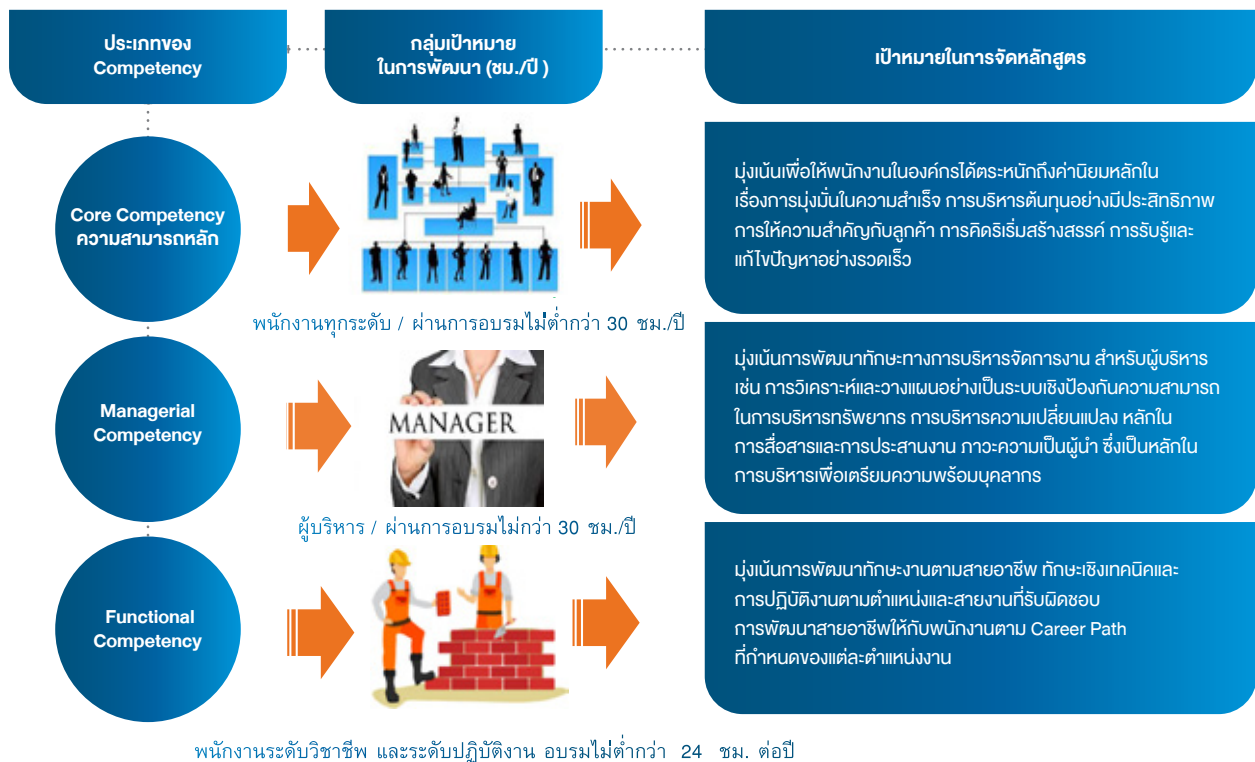 ประเภทของ
Competency
กลุ่มเป้าหมาย
ในการพัฒนา (ชม./ปี )
เป้าหมายในการจัดหลักสูตร
Core Competency
ความสามารถหลัก
พนักงานทุกระดับ / ผ่านการอบรมไม่ต่ำกว่า 30 ชม./ปี
มุ่งเน้นเพื่อให้พนักงานในองค์กรได้ตระหนักถึงค่านิยมหลักใน
เรื่องการมุ่งมั่นในความสำเร็จ การบริหารต้นทุนอย่างมีประสิทธิภาพ
การให้ความสำคัญกับลูกค้า การคิดริเริ่มสร้างสรรค์ การรับรู้และ
แก้ไขปัญหาอย่างรวดเร็ว
Managerial
Competency
MANAGER
ผู้บริหาร / ผ่านการอบรมไม่กว่า 30 ชม./ปี
มุ่งเน้นการพัฒนาทักษะทางการบริหารจัดการงาน สำหรับผู้บริหาร
เช่น การวิเคราะห์และวางแผนอย่างเป็นระบบเชิงป้องกันความสามารถ
ในการบริหารทรัพยากร การบริหารความเปลี่ยนแปลง หลักใน
การสื่อสารและการประสานงาน ภาวะความเป็นผู้นำ ซึ่งเป็นหลักใน
การบริหารเพื่อเตรียมความพร้อมบุคลากร
Functional
Competency
พนักงานระดับวิชาชีพ และระดับปฏิบัติงาน อบรมไม่ต่ำกว่า 24 ชม. ต่อปี
มุ่งเน้นการพัฒนาทักษะงานตามสายอาชีพ ทักษะเชิงเทคนิคและ
การปฏิบัติงานตามตำแหน่งและสายงานที่รับผิดชอบ
การพัฒนาสายอาชีพให้กับพนักงานตาม Career Path
ที่กำหนดของแต่ละตำแหน่งงาน